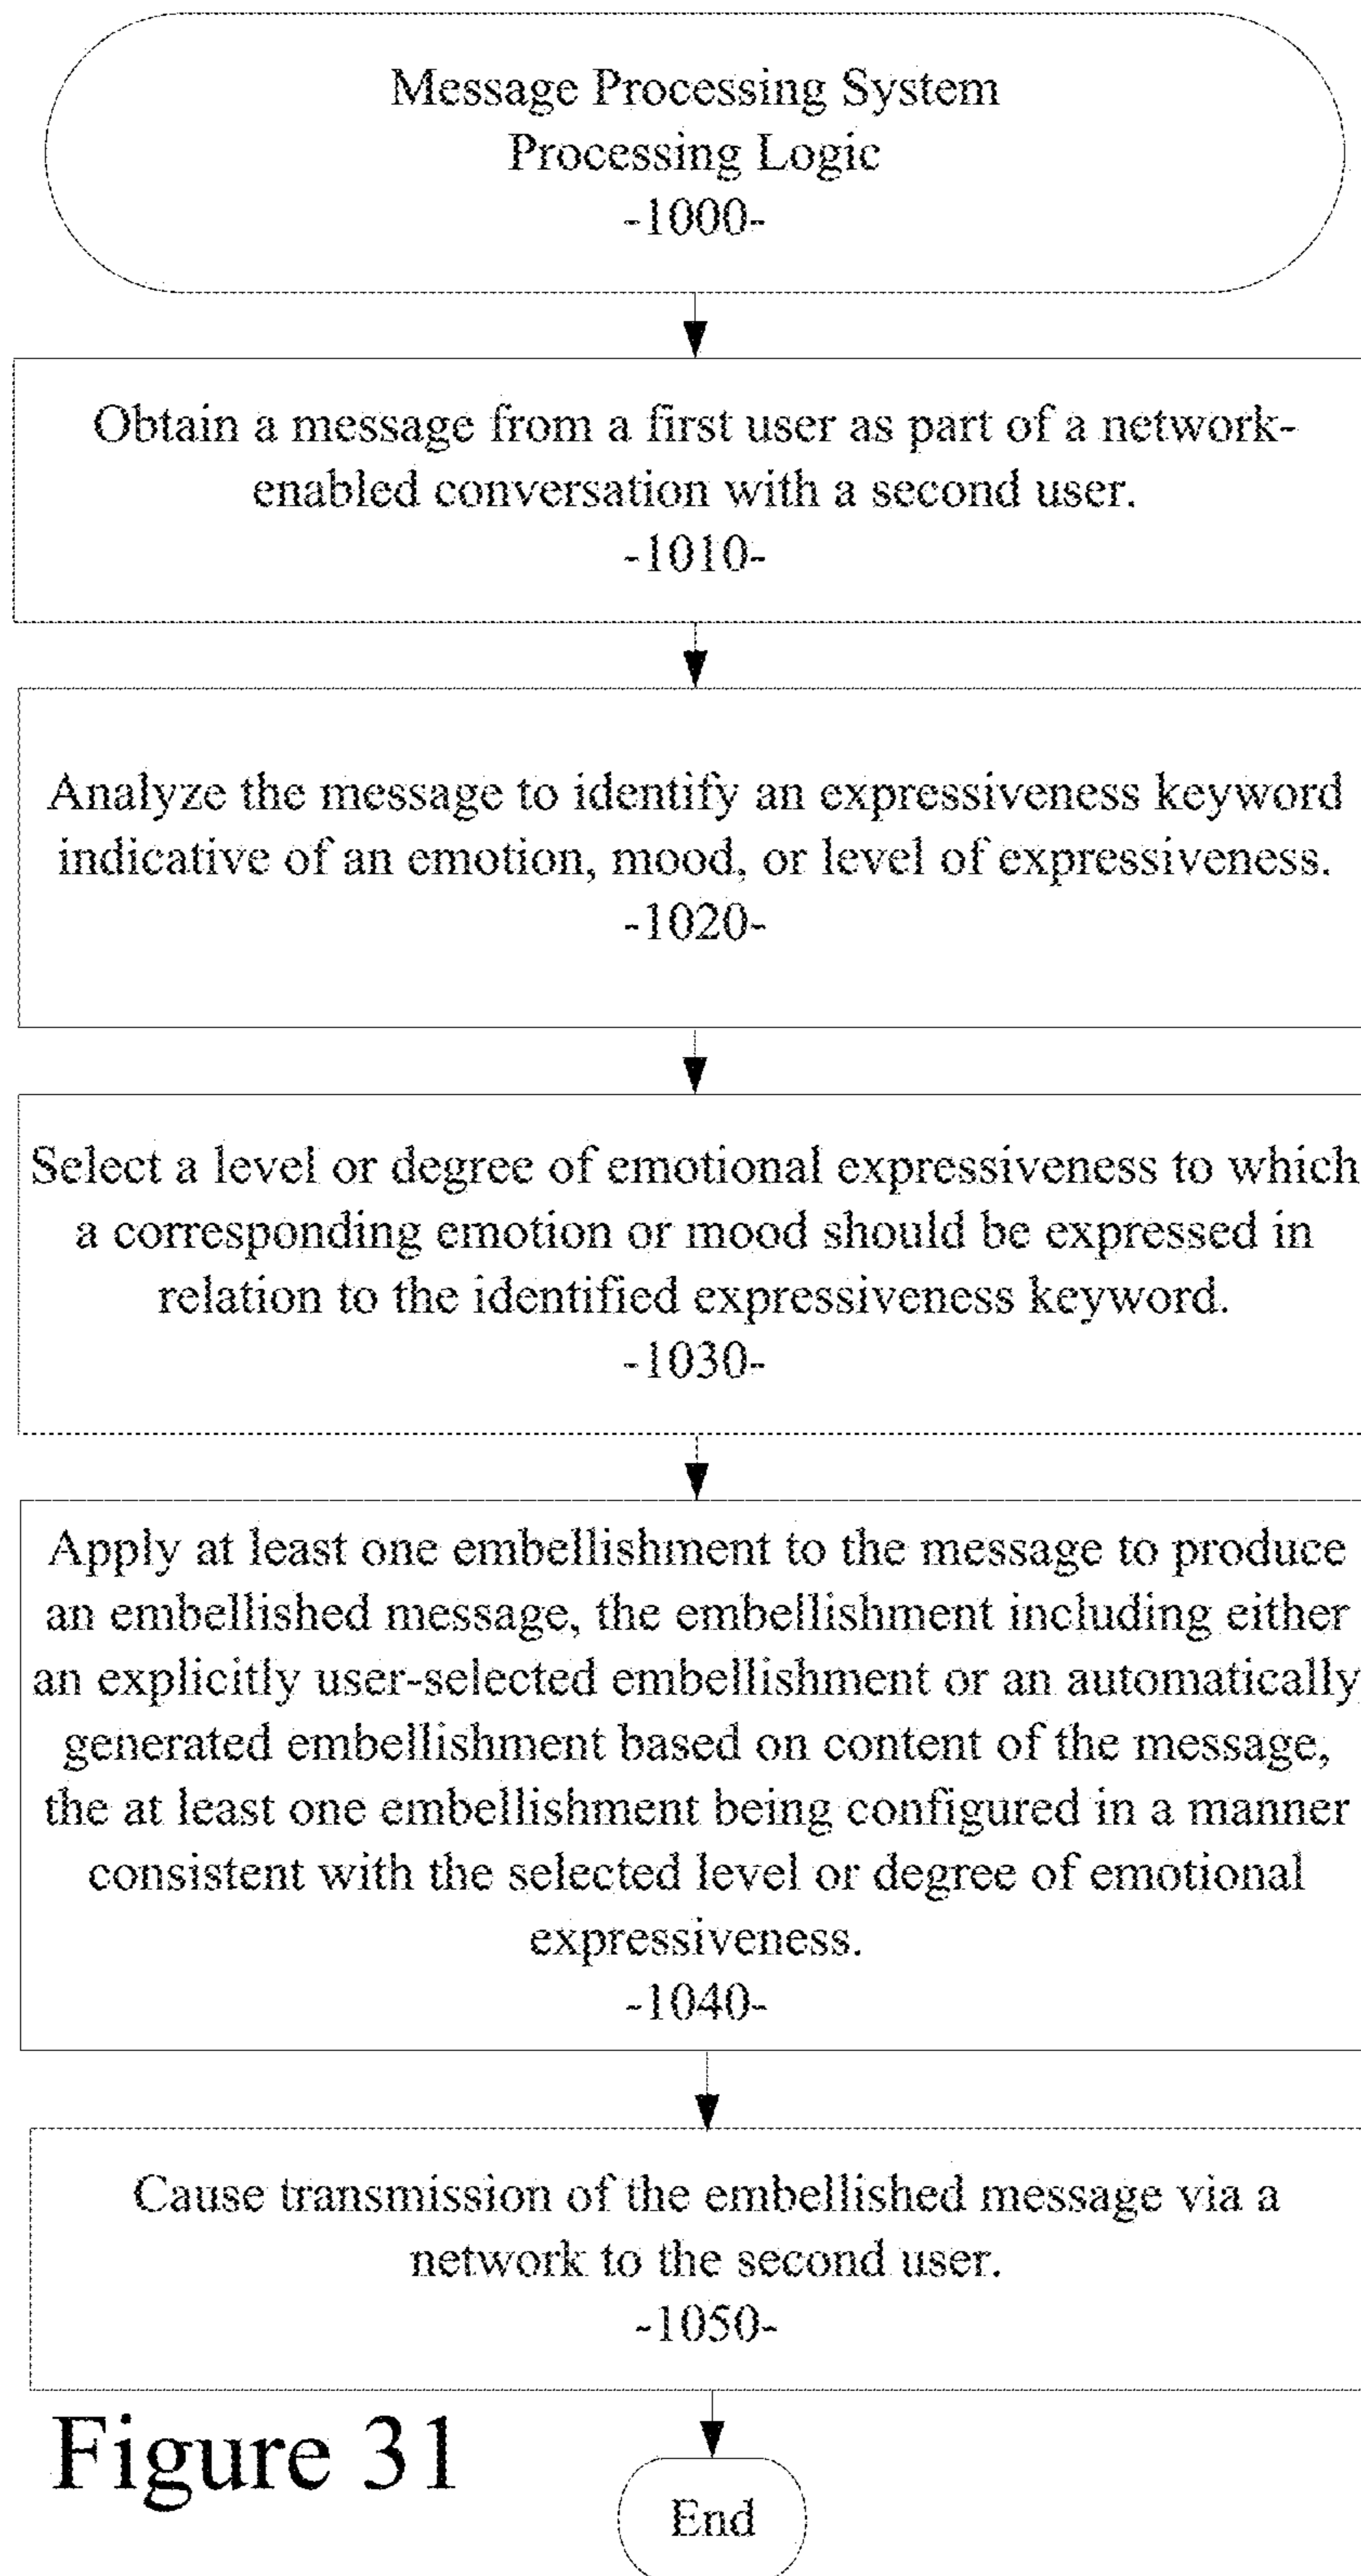 Message Processing System
Processing Logic
-1000-
Obtain a message from a first user as part of a network-
enabled conversation with a second user.
-1010-
Analyze the message to identify an expressiveness keyword
indicative of an emotion, mood, or level of expressiveness.
-1020-
Select a level or degree of emotional expressiveness to which
a corresponding emotion or mood should be expressed in
relation to the identified expressiveness keyword.
-1030-
Apply at least one embellishment to the message to produce
an embellished message, the embellishment including either
an explicitly user-selected embellishment or an automatically
generated embellishment based on content of the message,
the at least one embellishment being configured in a manner
consistent with the selected level or degree of emotional
expressiveness.
-1040-
Cause transmission of the embellished message via a
network to the second user.
-1050-
Figure 31
End